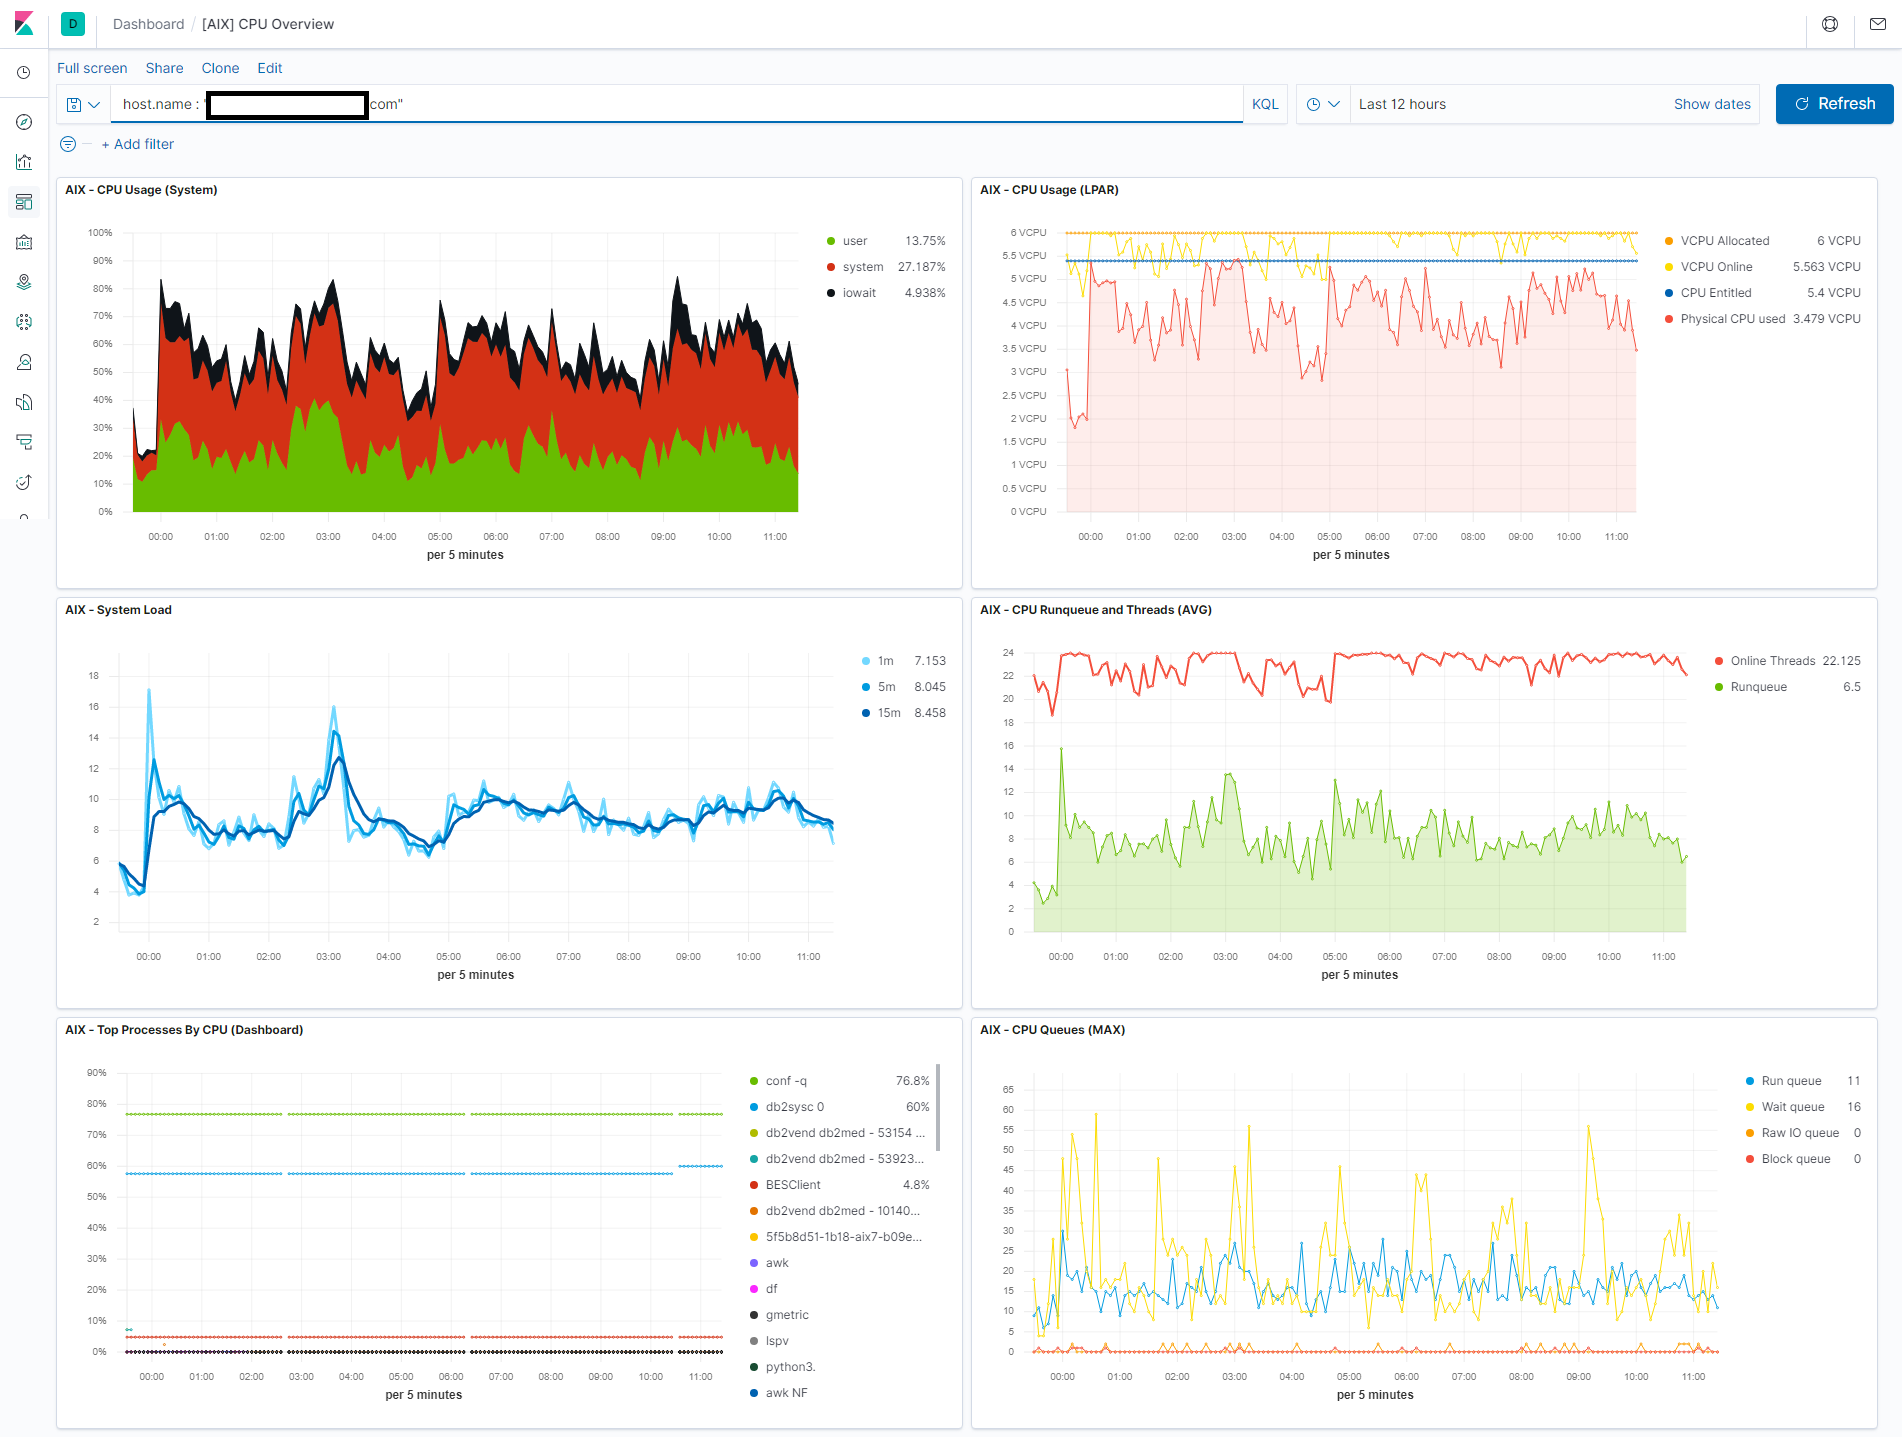 D Dashboard / [AIX] CPU Overview
Full screen Share Clone Edit
host.name : " com" KQL Last 12 hours Show dates Refresh
+ Add filter
AIX - CPU Usage (System)
100%
90%
80%
70%
60%
50%
40%
30%
20%
10%
0%
00:00 01:00 02:00 03:00 04:00 05:00 06:00 07:00 08:00 09:00 10:00 11:00
per 5 minutes
user 13.75%
system 27.187%
iowait 4.938%
AIX - CPU Usage (LPAR)
6 VCPU
5.5 VCPU
5 VCPU
4.5 VCPU
4 VCPU
3.5 VCPU
3 VCPU
2.5 VCPU
2 VCPU
1.5 VCPU
1 VCPU
0.5 VCPU
0 VCPU
00:00 01:00 02:00 03:00 04:00 05:00 06:00 07:00 08:00 09:00 10:00 11:00
per 5 minutes
VCPU Allocated 6 VCPU
VCPU Online 5.563 VCPU
CPU Entitled 5.4 VCPU
Physical CPU used 3.479 VCPU
AIX - System Load
18
16
14
12
10
8
6
4
2
00:00 01:00 02:00 03:00 04:00 05:00 06:00 07:00 08:00 09:00 10:00 11:00
per 5 minutes
1m 7.153
5m 8.045
15m 8.458
AIX - CPU Runqueue and Threads (AVG)
24
22
20
18
16
14
12
10
8
6
4
2
0
00:00 01:00 02:00 03:00 04:00 05:00 06:00 07:00 08:00 09:00 10:00 11:00
per 5 minutes
Online Threads 22.125
Runqueue 6.5
AIX - Top Processes By CPU (Dashboard)
90%
80%
70%
60%
50%
40%
30%
20%
10%
0%
00:00 01:00 02:00 03:00 04:00 05:00 06:00 07:00 08:00 09:00 10:00 11:00
per 5 minutes
conf -q 76.8%
db2sysc 0 60%
db2vend db2med - 53154 ...
db2vend db2med - 53923...
BESClient 4.8%
db2vend db2med - 10140...
5f5b8d51-1b18-aix7-b09e...
awk
df
gmetric
lspv
python3.
awk NF
AIX - CPU Queues (MAX)
65
60
55
50
45
40
35
30
25
20
15
10
5
0
00:00 01:00 02:00 03:00 04:00 05:00 06:00 07:00 08:00 09:00 10:00 11:00
per 5 minutes
Run queue 11
Wait queue 16
Raw IO queue 0
Block queue 0